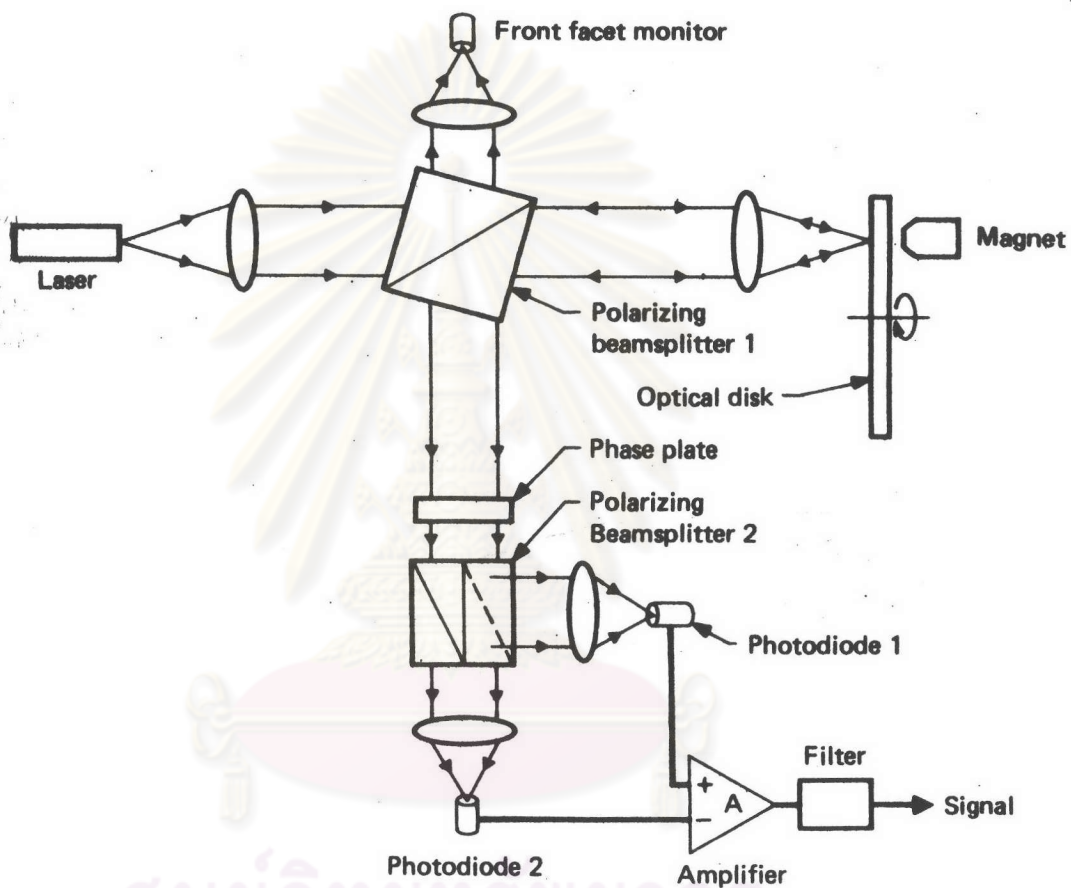 Front facet monitor
Laser
Magnet
Polarizing
beamsplitter 1
Optical disk
Phase plate
Polarizing
Beamsplitter 2
Photodiode 1
Filter
+
A
−
Signal
Photodiode 2
Amplifier